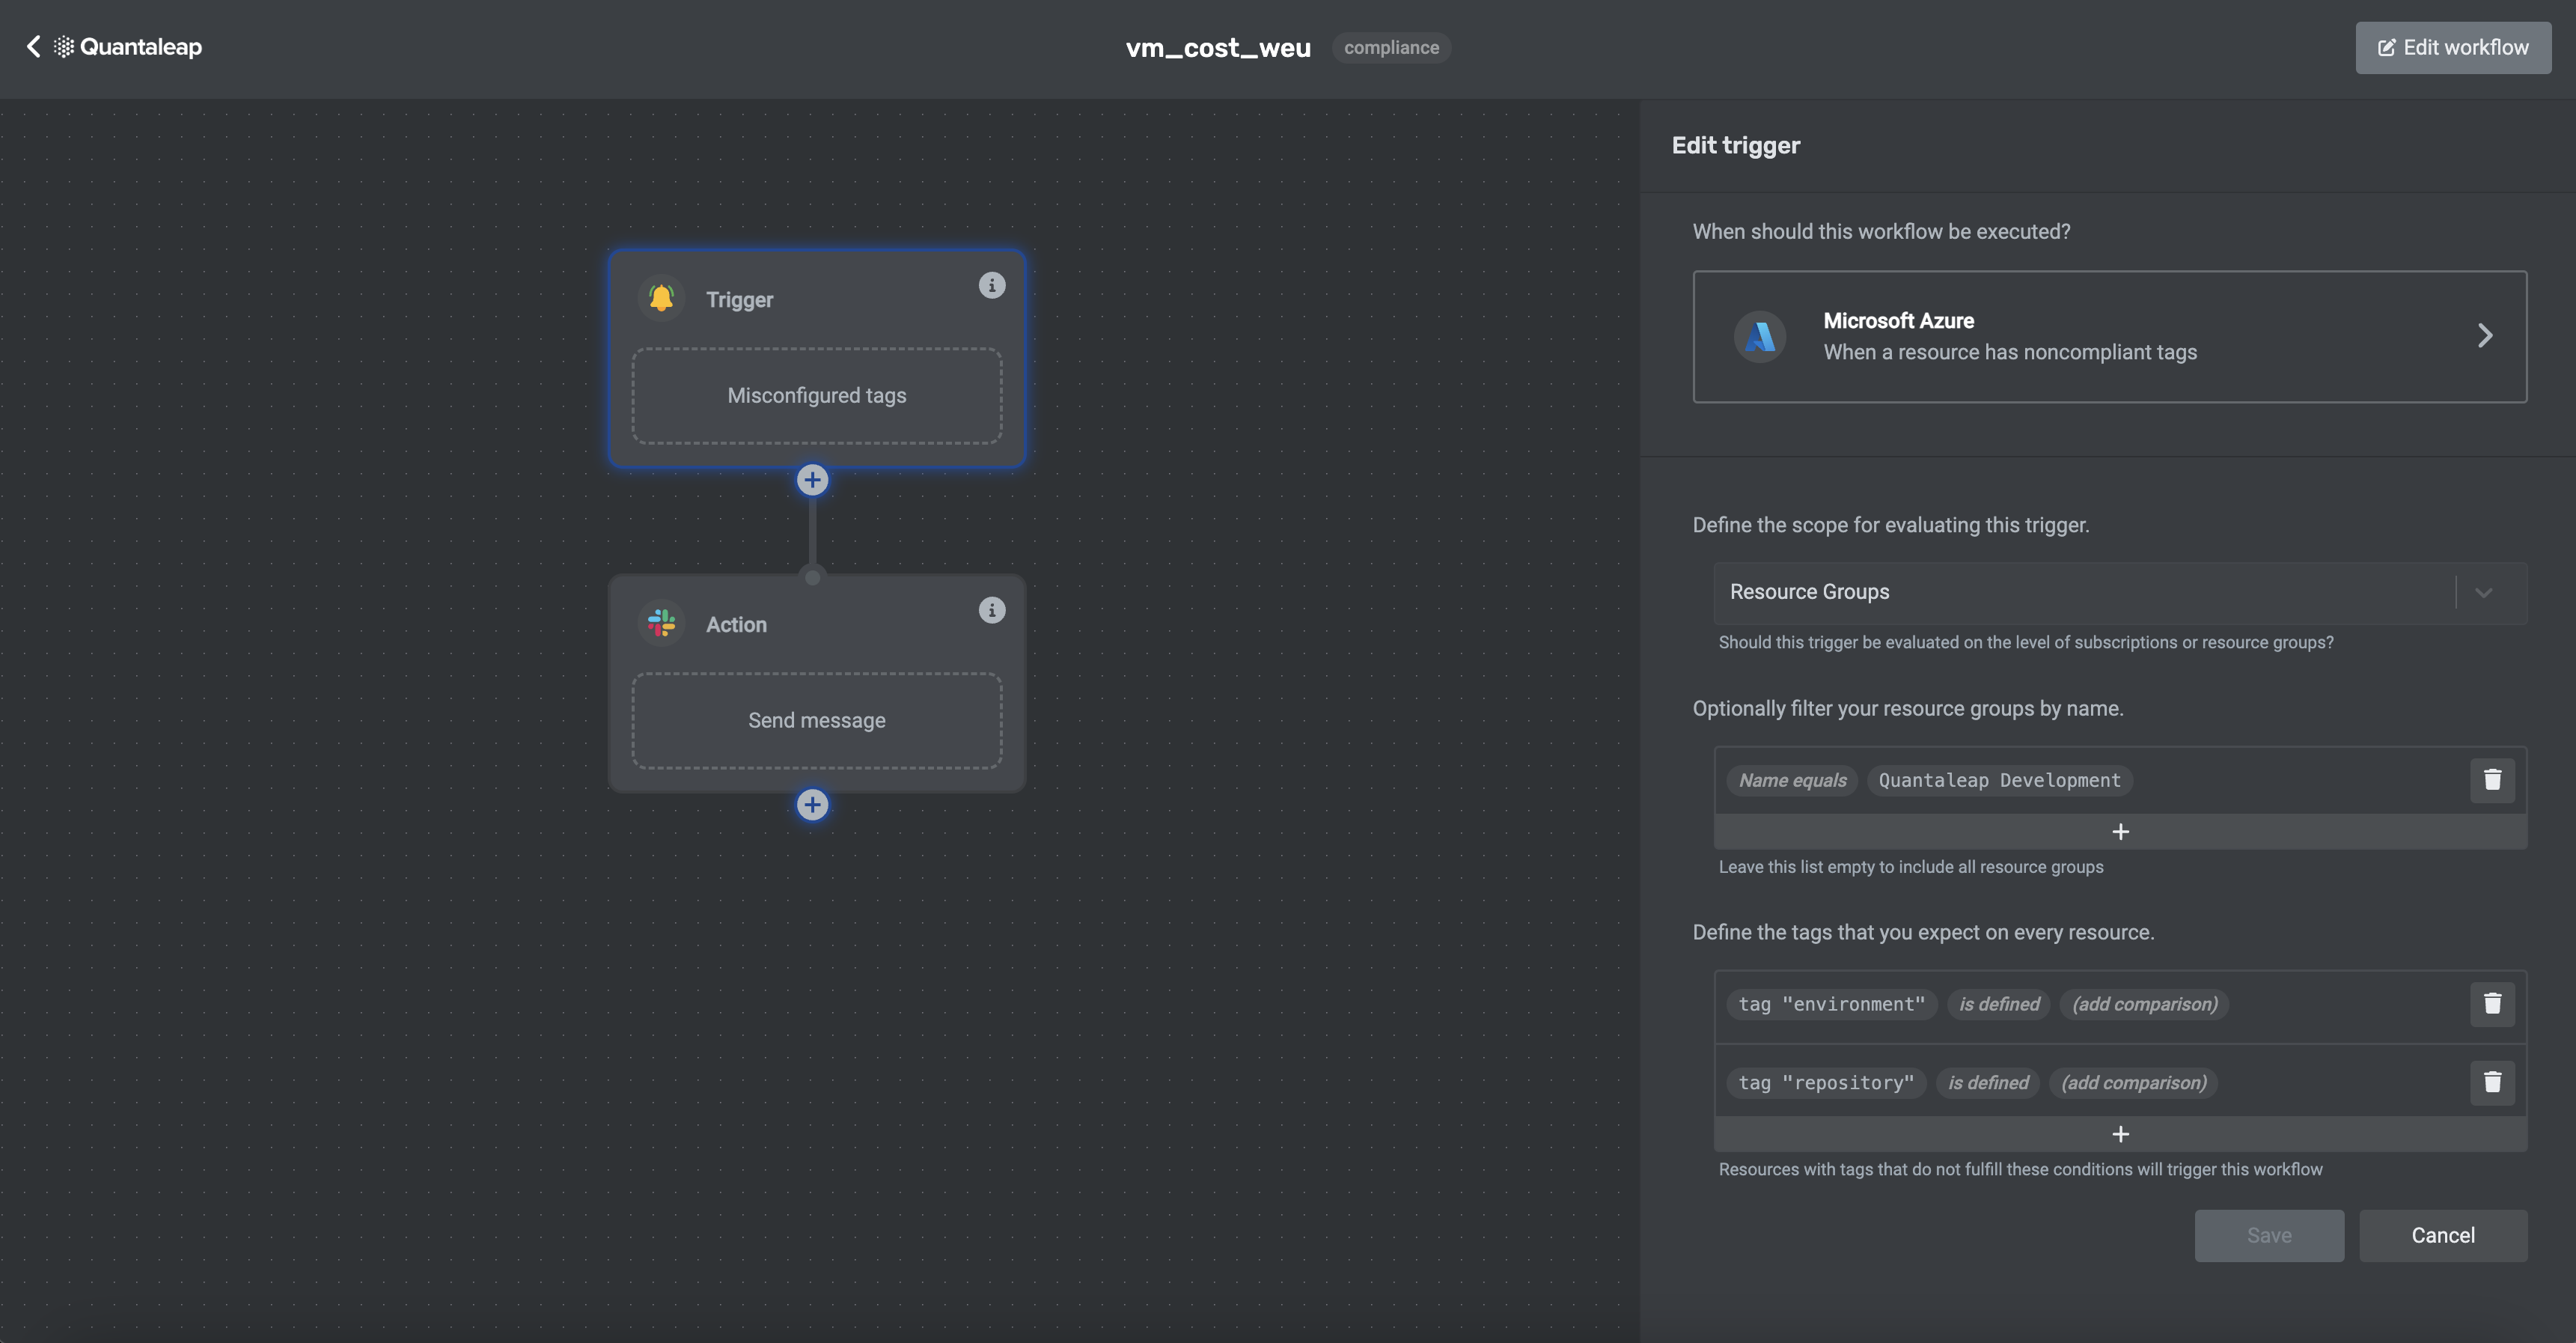 Quantaleap
vm_cost_weu compliance
Edit workflow
Trigger
Misconfigured tags
Action
Send message
Edit trigger
When should this workflow be executed?
Microsoft Azure
When a resource has noncompliant tags
Define the scope for evaluating this trigger.
Resource Groups
Should this trigger be evaluated on the level of subscriptions or resource groups?
Optionally filter your resource groups by name.
Name equals Quantaleap Development
Leave this list empty to include all resource groups
Define the tags that you expect on every resource.
tag "environment" is defined (add comparison)
tag "repository" is defined (add comparison)
Resources with tags that do not fulfill these conditions will trigger this workflow
Save Cancel